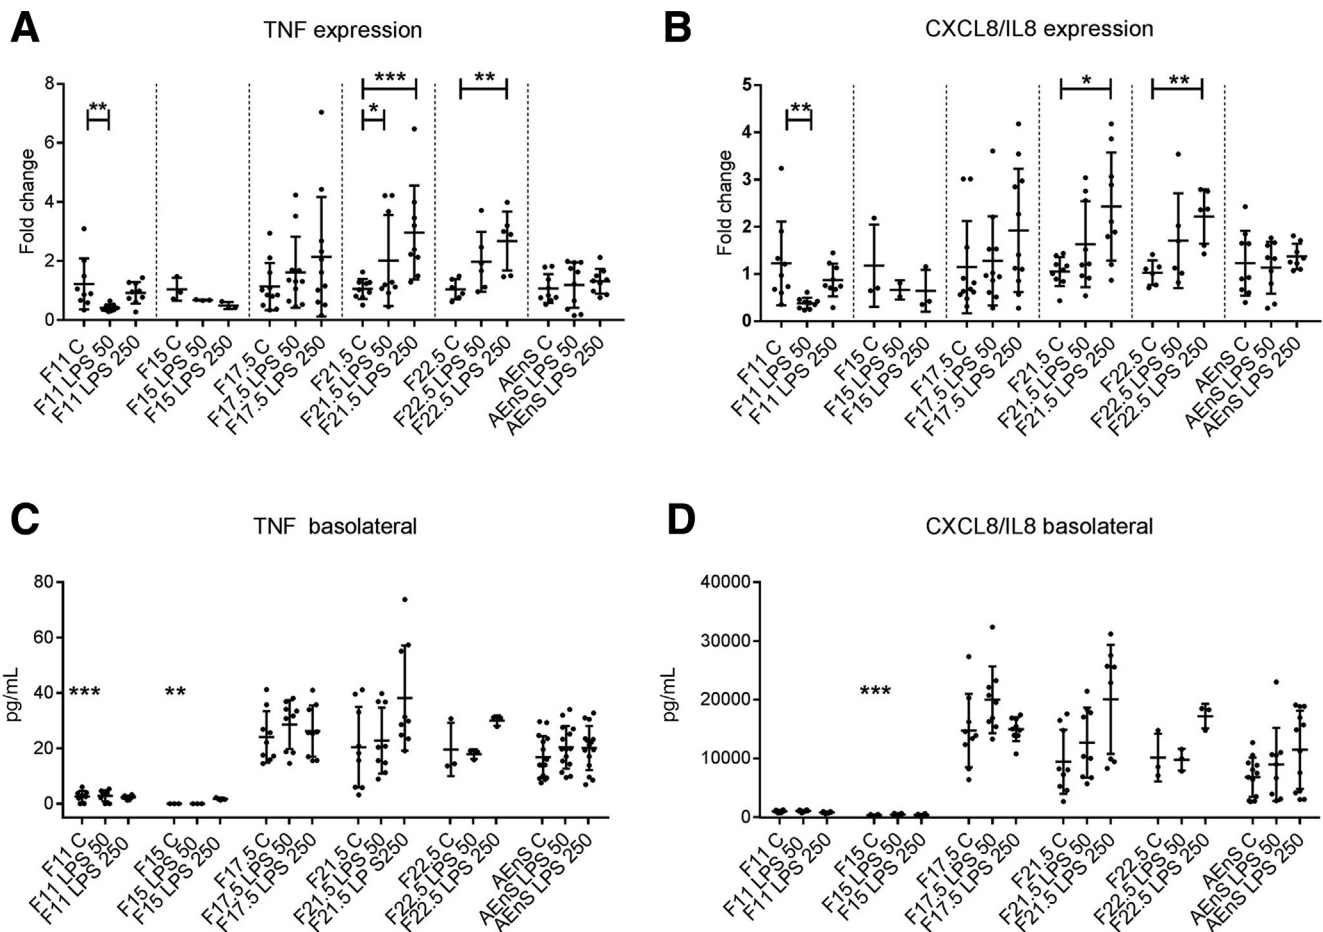 A
TNF expression
Fold change
8
6
4
2
0
**
*
***
**
F11 C
F11 LPS 50
F11 LPS 250
F15 C
F15 LPS 50
F15 LPS 250
F17.5 C
F17.5 LPS 50
F17.5 LPS 250
F21.5 C
F21.5 LPS 50
F21.5 LPS 250
F22.5 C
F22.5 LPS 250
AEnS C
AEnS LPS 50
AEnS LPS 250
B
CXCL8/IL8 expression
Fold change
5
4
3
2
1
0
**
*
**
F11 C
F11 LPS 50
F11 LPS 250
F15 C
F15 LPS 50
F15 LPS 250
F17.5 C
F17.5 LPS 50
F17.5 LPS 250
F21.5 C
F21.5 LPS 50
F21.5 LPS 250
F22.5 C
F22.5 LPS 250
AEnS C
AEnS LPS 50
AEnS LPS 250
C
TNF basolateral
pg/mL
80
60
40
20
0
***
**
F11 C
F11 LPS 50
F11 LPS 250
F15 C
F15 LPS 50
F15 LPS 250
F17.5 C
F17.5 LPS 50
F17.5 LPS 250
F21.5 C
F21.5 LPS 50
F21.5 LPS250
F22.5 C
F22.5 LPS 50
F22.5 LPS 250
AEnS C
AEnS LPS 50
AEnS LPS 250
D
CXCL8/IL8 basolateral
pg/mL
40000
30000
20000
10000
0
***
F11 C
F11 LPS 50
F11 LPS 250
F15 C
F15 LPS 50
F15 LPS 250
F17.5 C
F17.5 LPS 50
F17.5 LPS 250
F21.5 C
F21.5 LPS 50
F21.5 LPS 250
F22.5 C
F22.5 LPS 50
F22.5 LPS 250
AEnS C
AEnS LPS 50
AEnS LPS 250